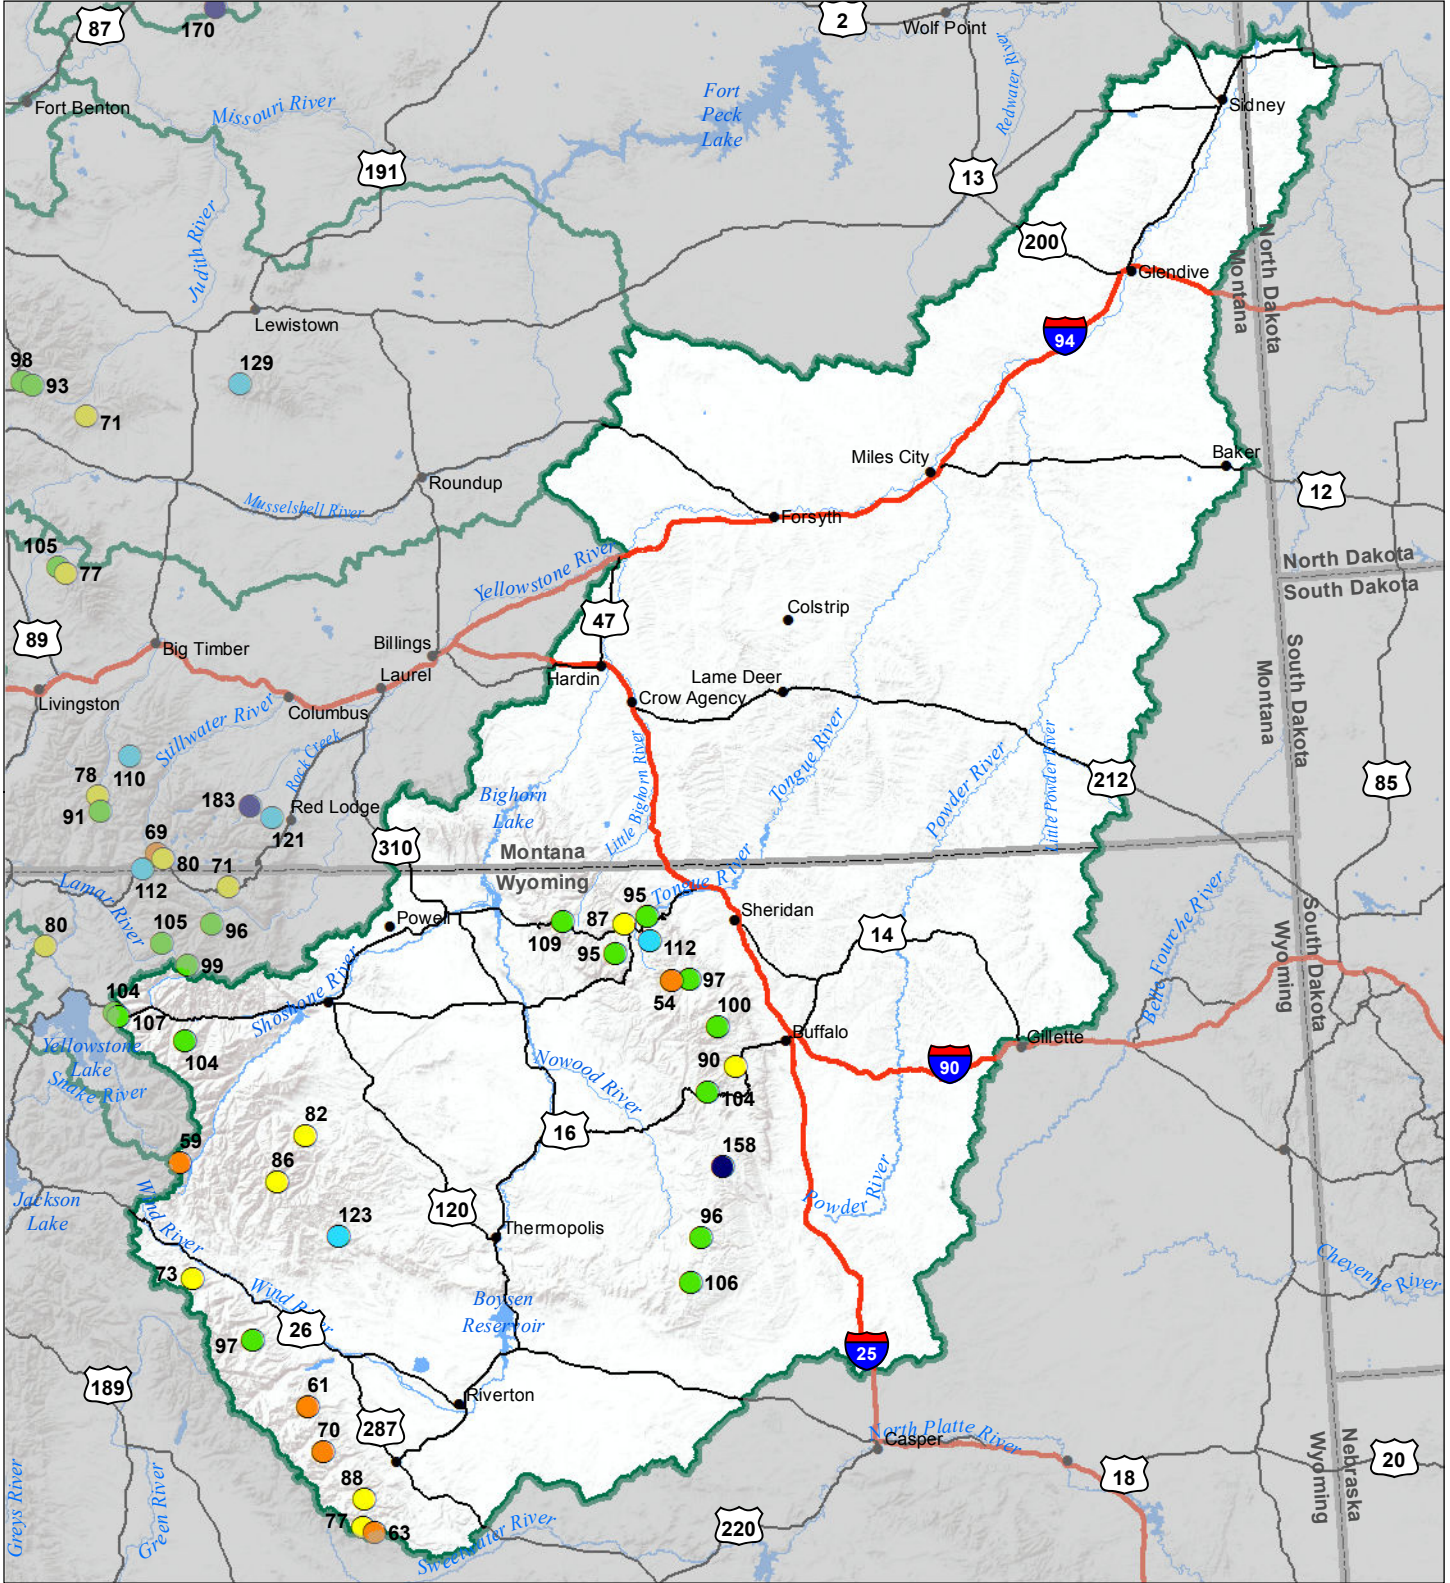 87
170
2
Wolf Point
Fort Benton
Missouri River
Fort
Peck
Lake
Redwater River
Sidney
191
13
Judith River
200
Glendive
North Dakota
Montana
Lewistown
94
98
93
129
71
Miles City
Baker
12
Roundup
Musselshell River
Forsyth
105
77
Yellowstone River
North Dakota
South Dakota
89
Big Timber
Billings
47
Colstrip
Laurel
Hardin
Lame Deer
Livingston
Columbus
Crow Agency
South Dakota
Montana
Stillwater River
Rock Creek
110
78
91
183
Red Lodge
121
Bighorn
Lake
Little Bighorn River
Tongue River
Powder River
Little Powder River
212
85
69
80
112
71
310
Montana
Wyoming
Tongue River
Lamar River
105
96
80
99
Powell
109
87
95
95
112
Sheridan
14
Belle Fourche River
South Dakota
Wyoming
54
97
104
107
104
Shoshone River
100
Buffalo
Gillette
Yellowstone
Lake
Snake River
Nowood River
90
104
90
82
16
59
86
158
Jackson
Lake
Wind River
120
123
Thermopolis
Powder River
96
73
106
Cheyenne River
Wind River
26
Boysen
Reservoir
97
25
189
61
Riverton
70
287
North Platte River
Casper
88
18
20
Nebraska
Wyoming
77
63
Sweetwater River
220
Greys River
Green River